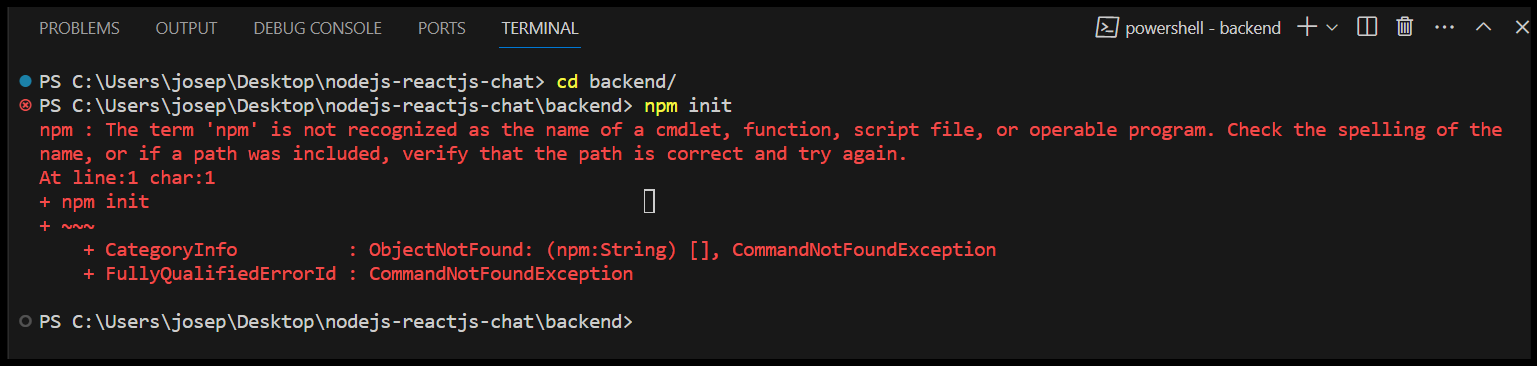 PROBLEMS OUTPUT DEBUG CONSOLE PORTS TERMINAL powershell - backend
PS C:\Users\josep\Desktop\nodejs-reactjs-chat> cd backend/
PS C:\Users\josep\Desktop\nodejs-reactjs-chat\backend> npm init
npm : The term 'npm' is not recognized as the name of a cmdlet, function, script file, or operable program. Check the spelling of the
name, or if a path was included, verify that the path is correct and try again.
At line:1 char:1
+ npm init
+ ~~~
    + CategoryInfo          : ObjectNotFound: (npm:String) [], CommandNotFoundException
    + FullyQualifiedErrorId : CommandNotFoundException
PS C:\Users\josep\Desktop\nodejs-reactjs-chat\backend>